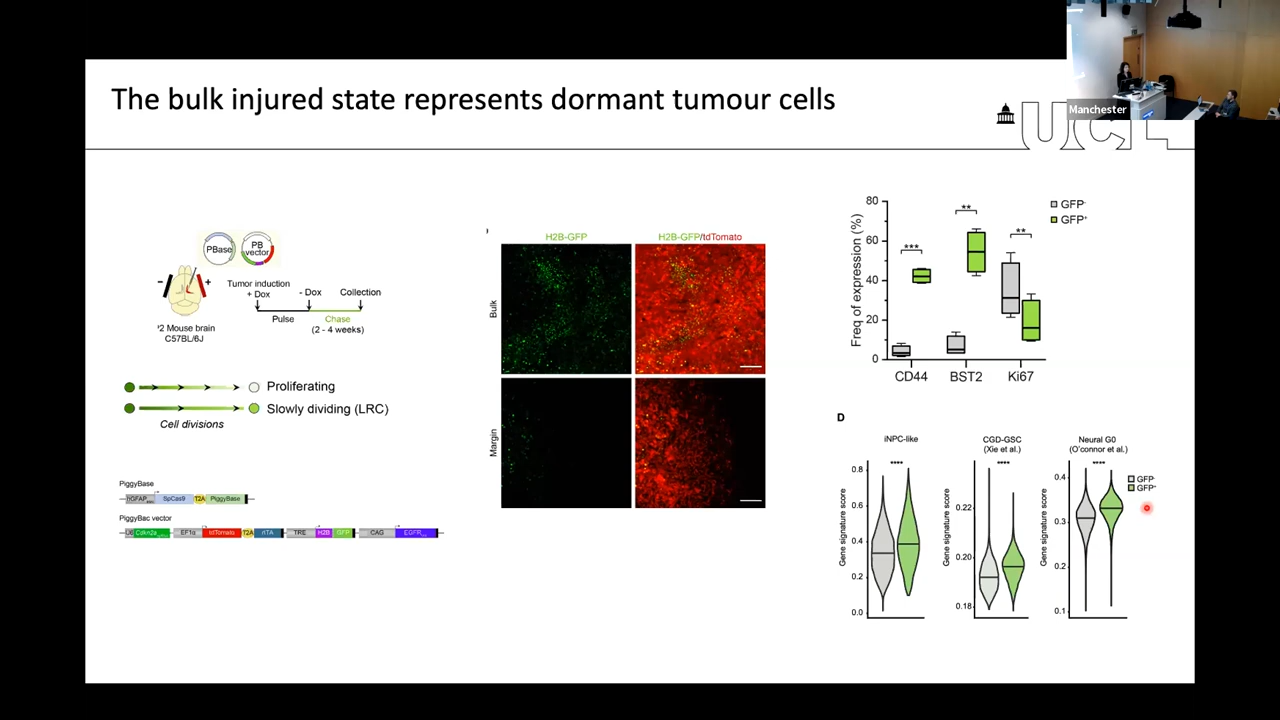 The bulk injured state represents dormant tumour cells
Manchester
UCL
PBase
PB
vector
Tumor induction
+ Dox
- Dox
Collection
Pulse
Chase
(2 - 4 weeks)
-
+
2 Mouse brain
C57BL/6J
Proliferating
Slowly dividing (LRC)
Cell divisions
PiggyBase
hGFAP
SpCas9
T2A
PiggyBase
PiggyBac vector
U6
Cdkn2a
EF1α
tdTomato
T2A
rtTA
TRE
H2B
GFP
CAG
EGFR
H2B-GFP
H2B-GFP/tdTomato
Bulk
Margin
Freq of expression (%)
80
60
40
20
0
***
**
**
CD44
BST2
Ki67
GFP-
GFP+
D
iNPC-like
CGD-GSC
(Xie et al.)
Neural G0
(O'connor et al.)
Gene signature score
0.8
0.6
0.4
0.2
0.0
****
Gene signature score
0.22
0.20
0.18
****
Gene signature score
0.4
0.3
0.2
0.1
****
GFP-
GFP+